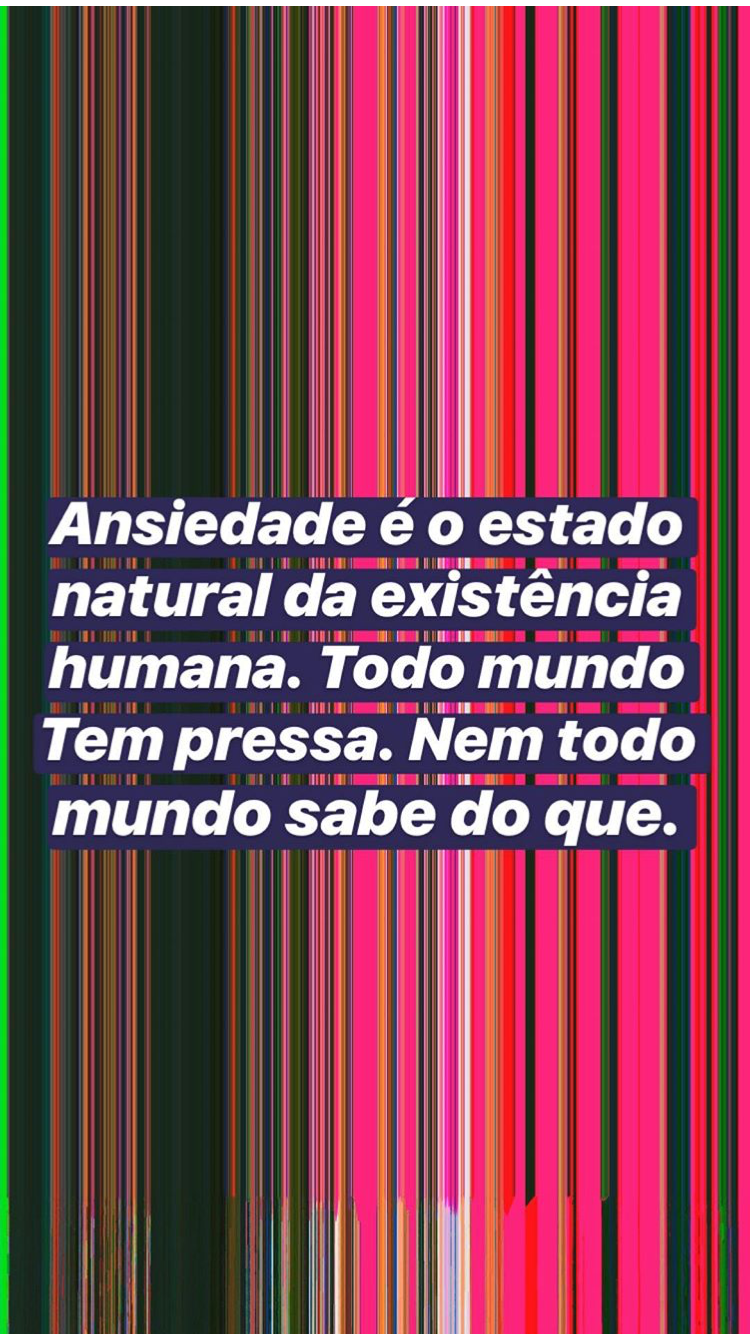 Ansiedade é o estado
natural da existência
humana. Todo mundo
Tem pressa. Nem todo
mundo sabe do que.